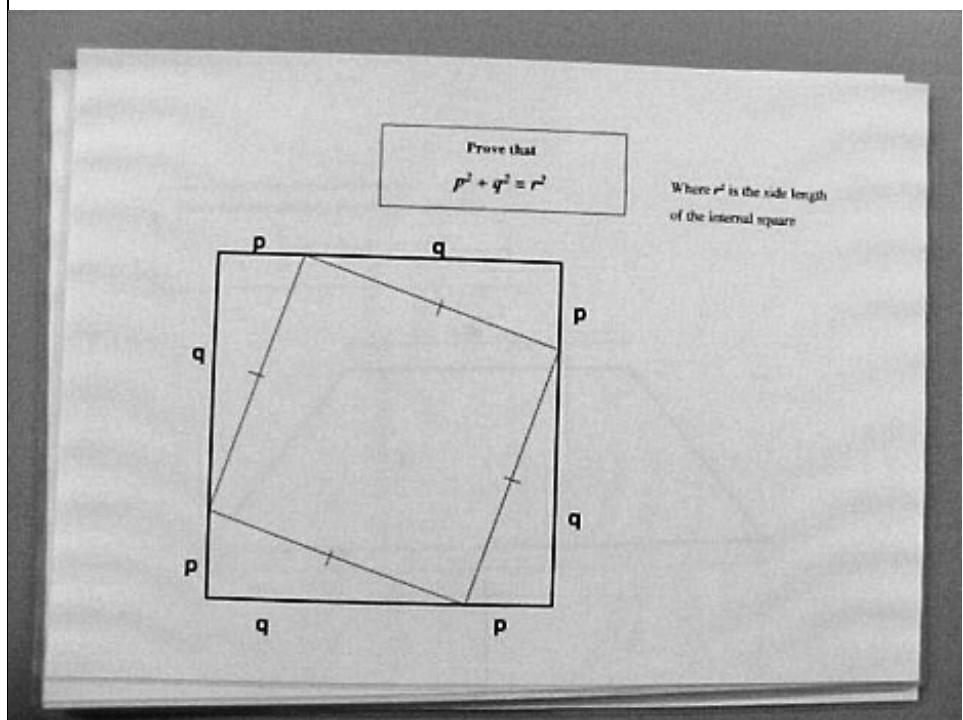 Prove that
p² + q² = r²
Where r² is the side length
of the internal square
p
q
p
q
q
p
q
p